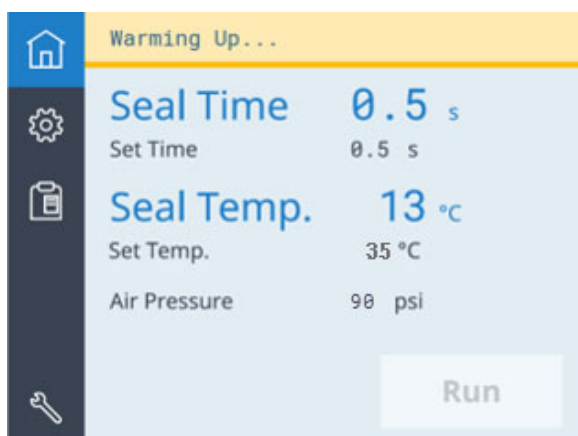 Warming Up...
Seal Time 0.5 s
Set Time 0.5 s
Seal Temp. 13 °C
Set Temp. 35 °C
Air Pressure 90 psi
Run